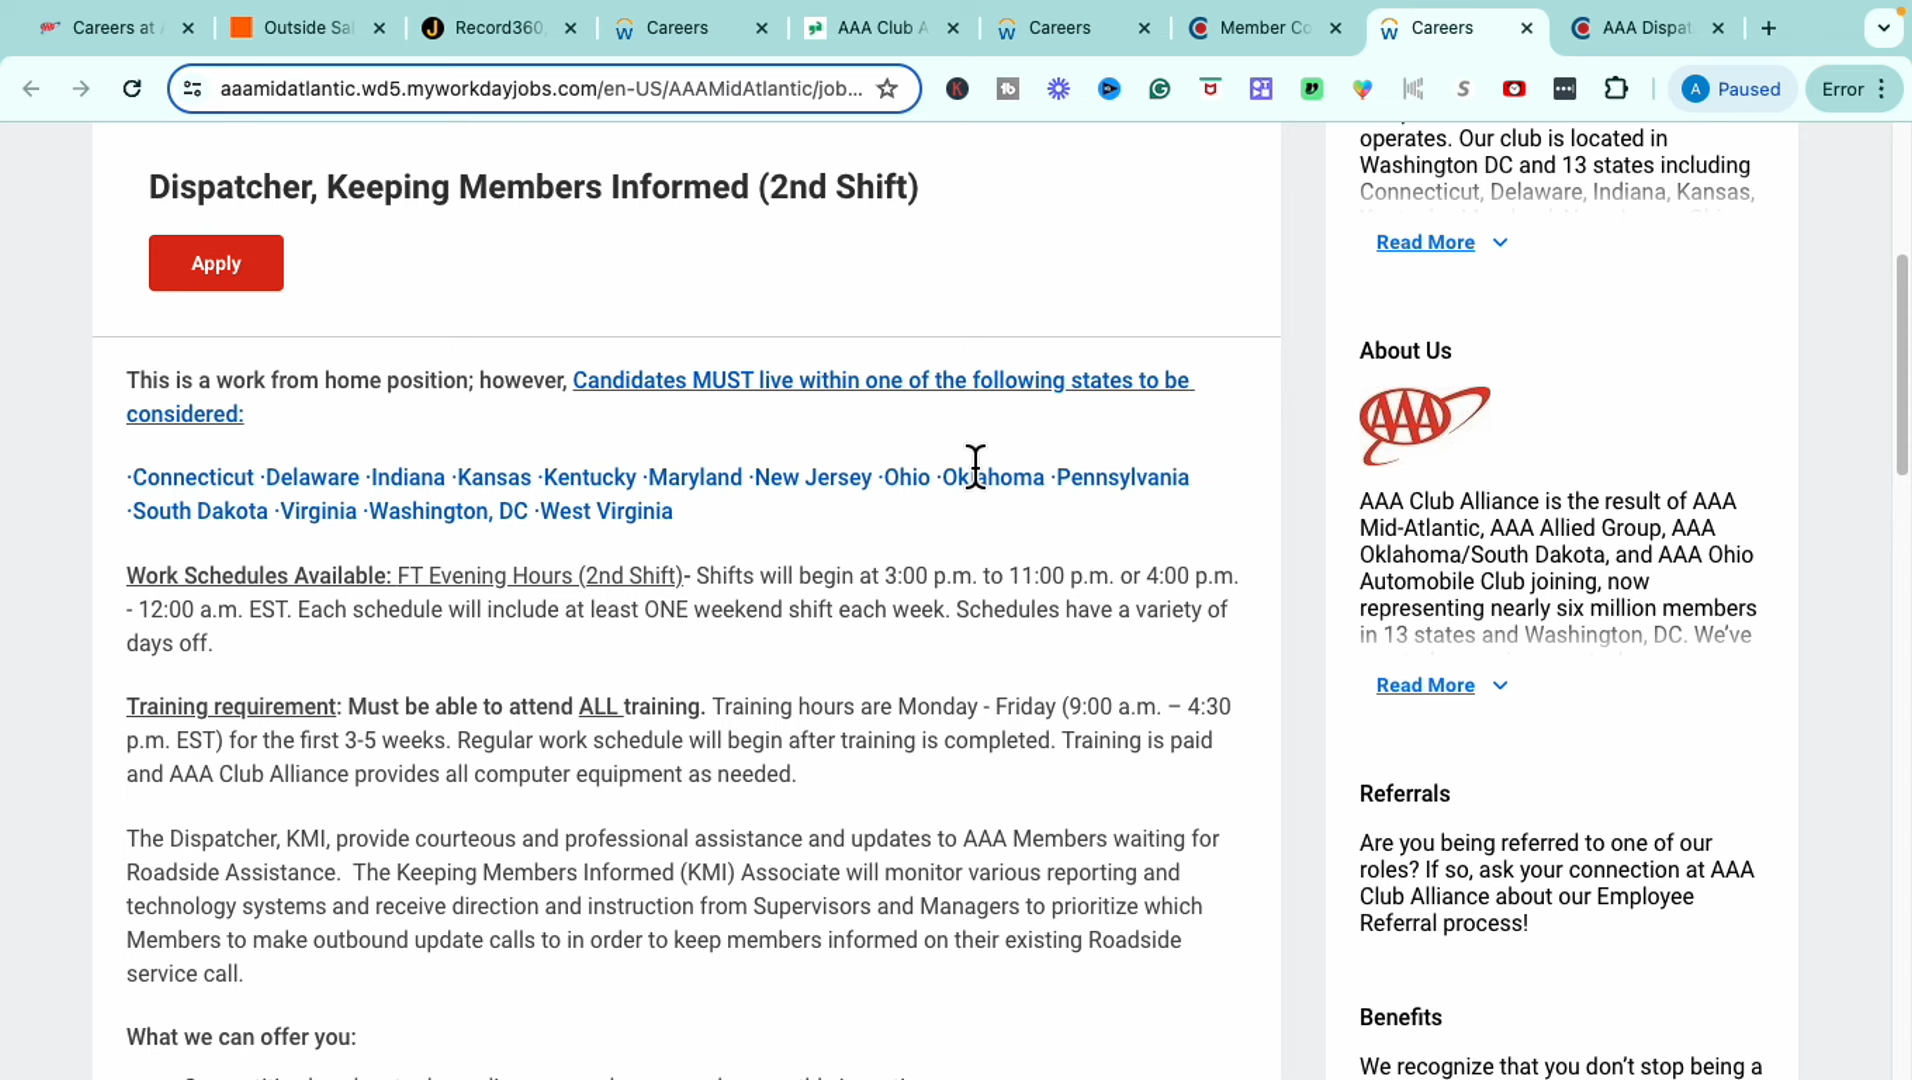 Careers at
Outside Sa
Record360,
Careers
AAA Club A
Careers
Member Co
Careers
AAA Dispat
aaamidatlantic.wd5.myworkdayjobs.com/en-US/AAAMidAtlantic/job...
A Paused
Error
Dispatcher, Keeping Members Informed (2nd Shift)
Apply
This is a work from home position; however, Candidates MUST live within one of the following states to be
considered:
·Connecticut ·Delaware ·Indiana ·Kansas ·Kentucky ·Maryland ·New Jersey ·Ohio ·Oklahoma ·Pennsylvania
·South Dakota ·Virginia ·Washington, DC ·West Virginia
Work Schedules Available: FT Evening Hours (2nd Shift)- Shifts will begin at 3:00 p.m. to 11:00 p.m. or 4:00 p.m.
- 12:00 a.m. EST. Each schedule will include at least ONE weekend shift each week. Schedules have a variety of
days off.
Training requirement: Must be able to attend ALL training. Training hours are Monday - Friday (9:00 a.m. – 4:30
p.m. EST) for the first 3-5 weeks. Regular work schedule will begin after training is completed. Training is paid
and AAA Club Alliance provides all computer equipment as needed.
The Dispatcher, KMI, provide courteous and professional assistance and updates to AAA Members waiting for
Roadside Assistance. The Keeping Members Informed (KMI) Associate will monitor various reporting and
technology systems and receive direction and instruction from Supervisors and Managers to prioritize which
Members to make outbound update calls to in order to keep members informed on their existing Roadside
service call.
What we can offer you:
operates. Our club is located in
Washington DC and 13 states including
Connecticut, Delaware, Indiana, Kansas,
Read More
About Us
AAA
AAA Club Alliance is the result of AAA
Mid-Atlantic, AAA Allied Group, AAA
Oklahoma/South Dakota, and AAA Ohio
Automobile Club joining, now
representing nearly six million members
in 13 states and Washington, DC. We've
Read More
Referrals
Are you being referred to one of our
roles? If so, ask your connection at AAA
Club Alliance about our Employee
Referral process!
Benefits
We recognize that you don't stop being a